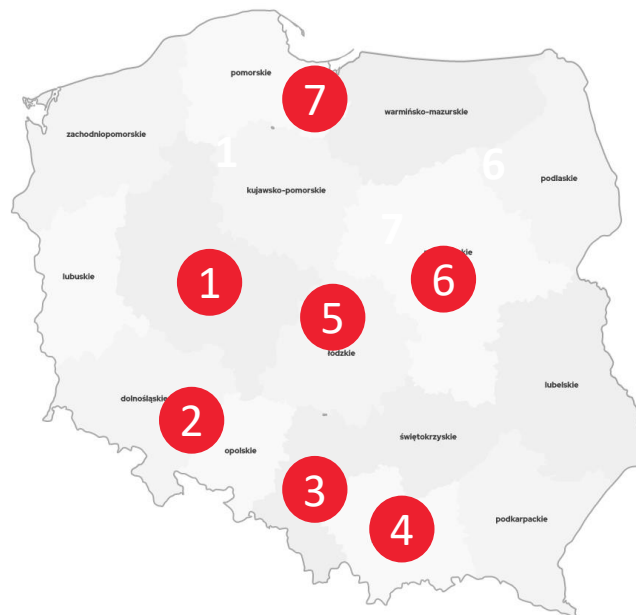 pomorskie
7
warmińsko-mazurskie
zachodniopomorskie
1
6
podlaskie
kujawsko-pomorskie
7
lubuskie
1
6
5
łódzkie
lubelskie
dolnośląskie
2
świętokrzyskie
opolskie
3
4
podkarpackie